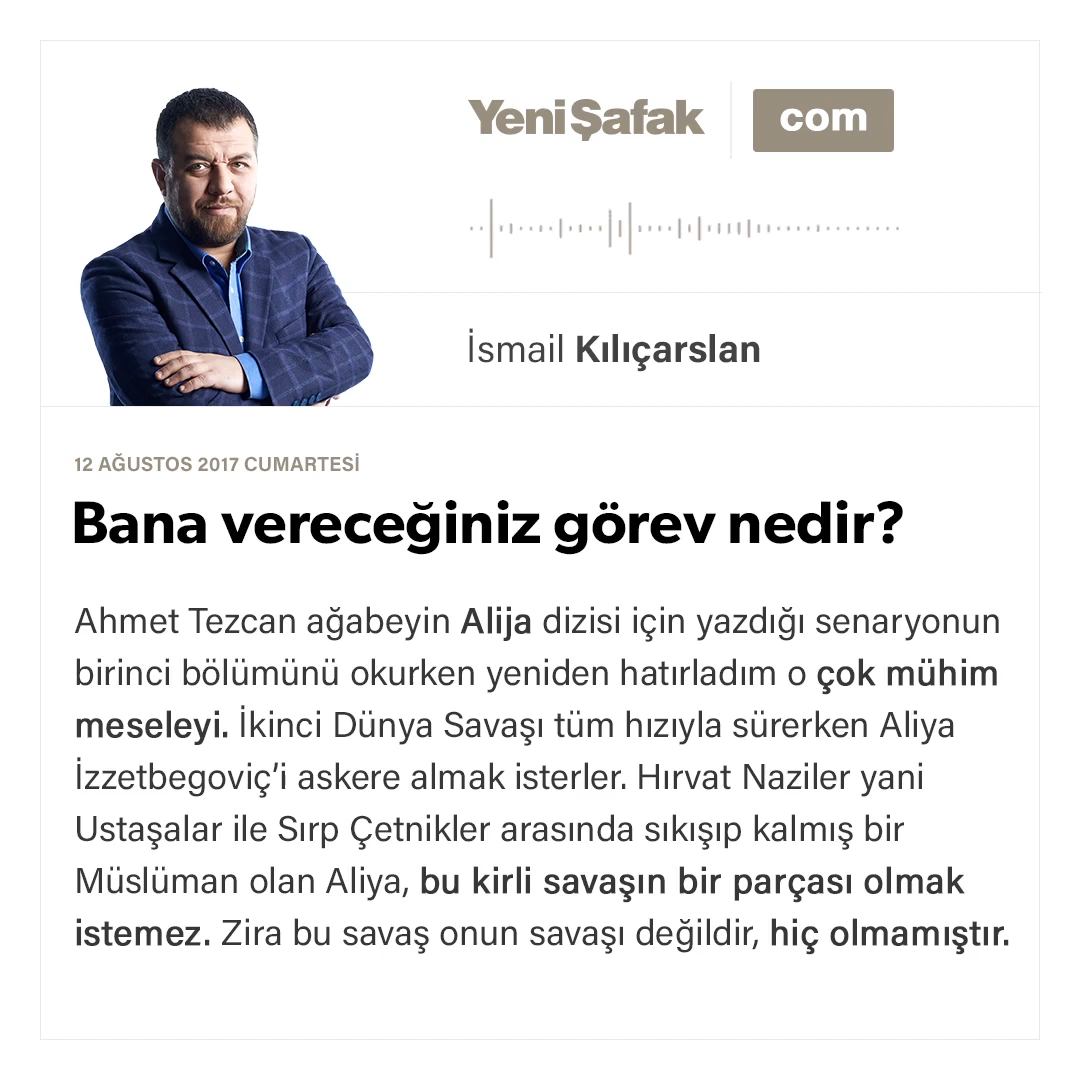 YeniŞafak
com
İsmail Kılıçarslan
12 AĞUSTOS 2017 CUMARTESİ
Bana vereceğiniz görev nedir?
Ahmet Tezcan ağabeyin Alija dizisi için yazdığı senaryonun
birinci bölümünü okurken yeniden hatırladım o çok mühim
meseleyi. İkinci Dünya Savaşı tüm hızıyla sürerken Aliya
İzzetbegoviç’i askere almak isterler. Hırvat Naziler yani
Ustaşalar ile Sırp Çetnikler arasında sıkışıp kalmış bir
Müslüman olan Aliya, bu kirli savaşın bir parçası olmak
istemez. Zira bu savaş onun savaşı değildir, hiç olmamıştır.